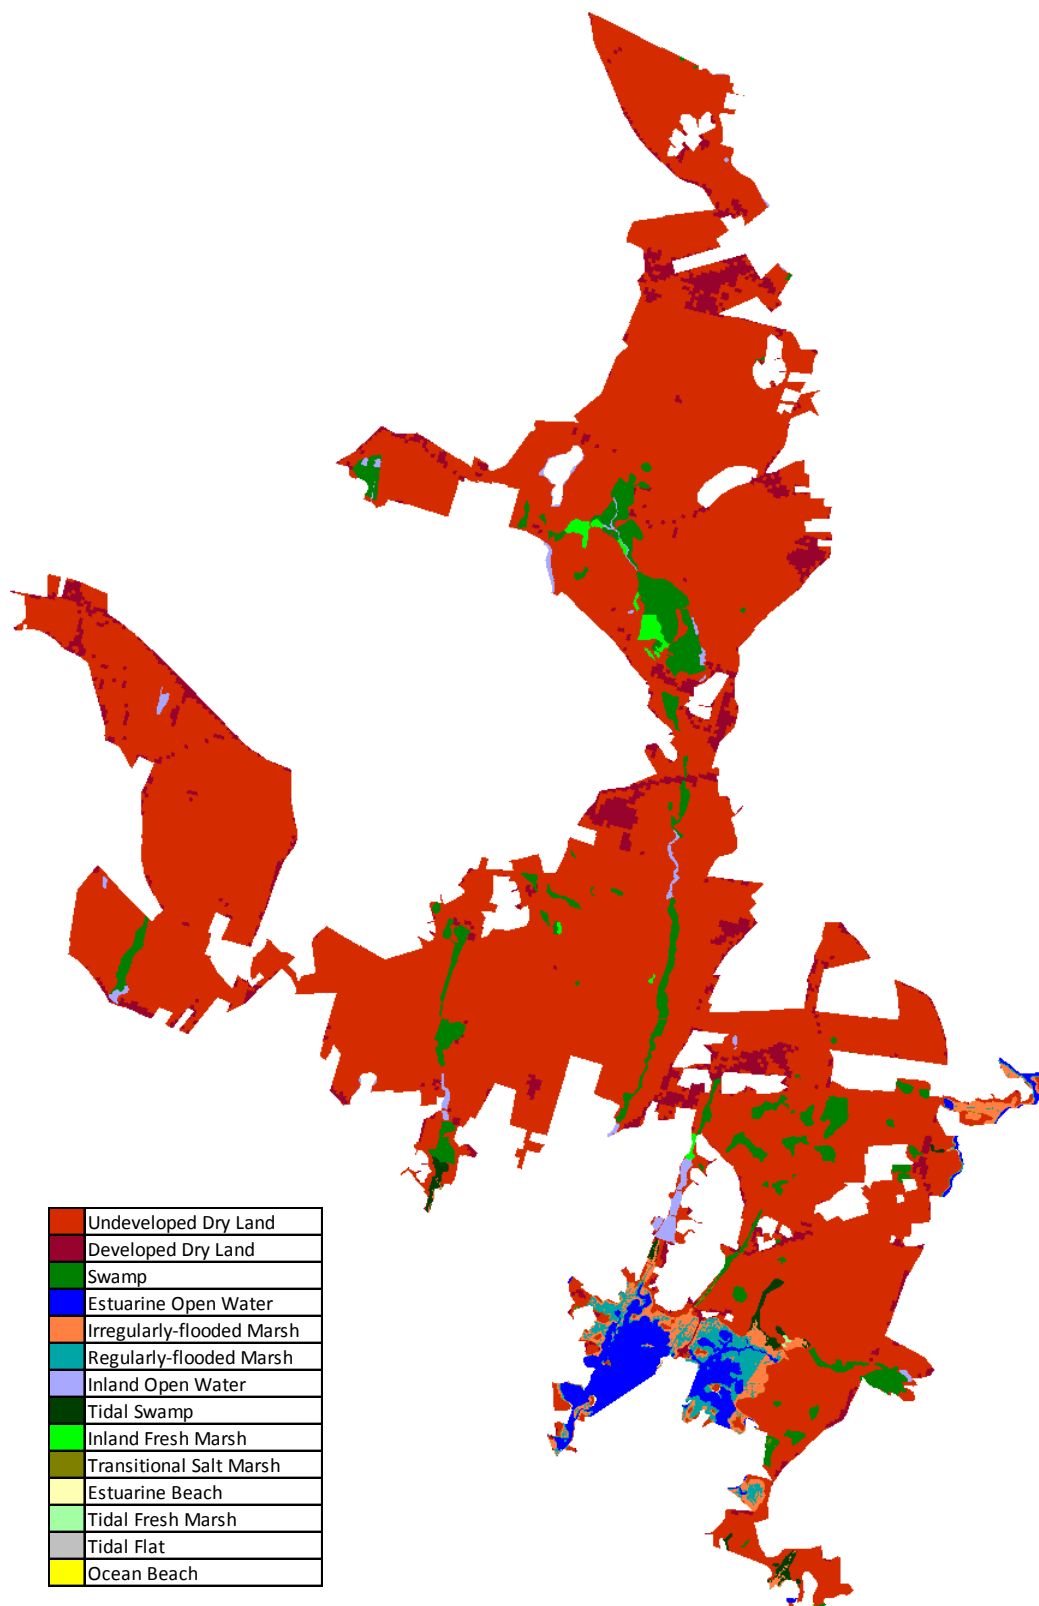 Undeveloped Dry Land
Developed Dry Land
Swamp
Estuarine Open Water
Irregularly-flooded Marsh
Regularly-flooded Marsh
Inland Open Water
Tidal Swamp
Inland Fresh Marsh
Transitional Salt Marsh
Estuarine Beach
Tidal Fresh Marsh
Tidal Flat
Ocean Beach